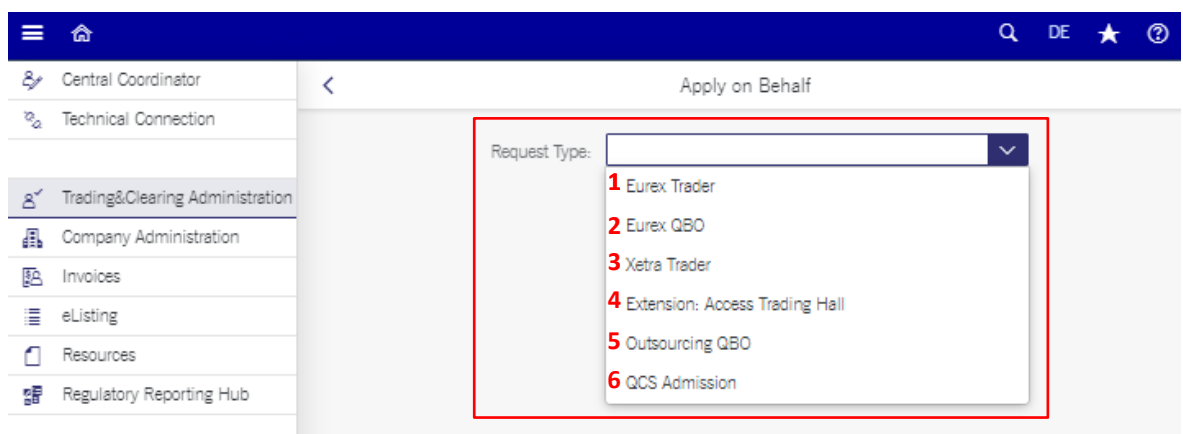 DE
Central Coordinator
Technical Connection
Trading&Clearing Administration
Company Administration
Invoices
eListing
Resources
Regulatory Reporting Hub
Apply on Behalf
Request Type:
1 Eurex Trader
2 Eurex QBO
3 Xetra Trader
4 Extension: Access Trading Hall
5 Outsourcing QBO
6 QCS Admission